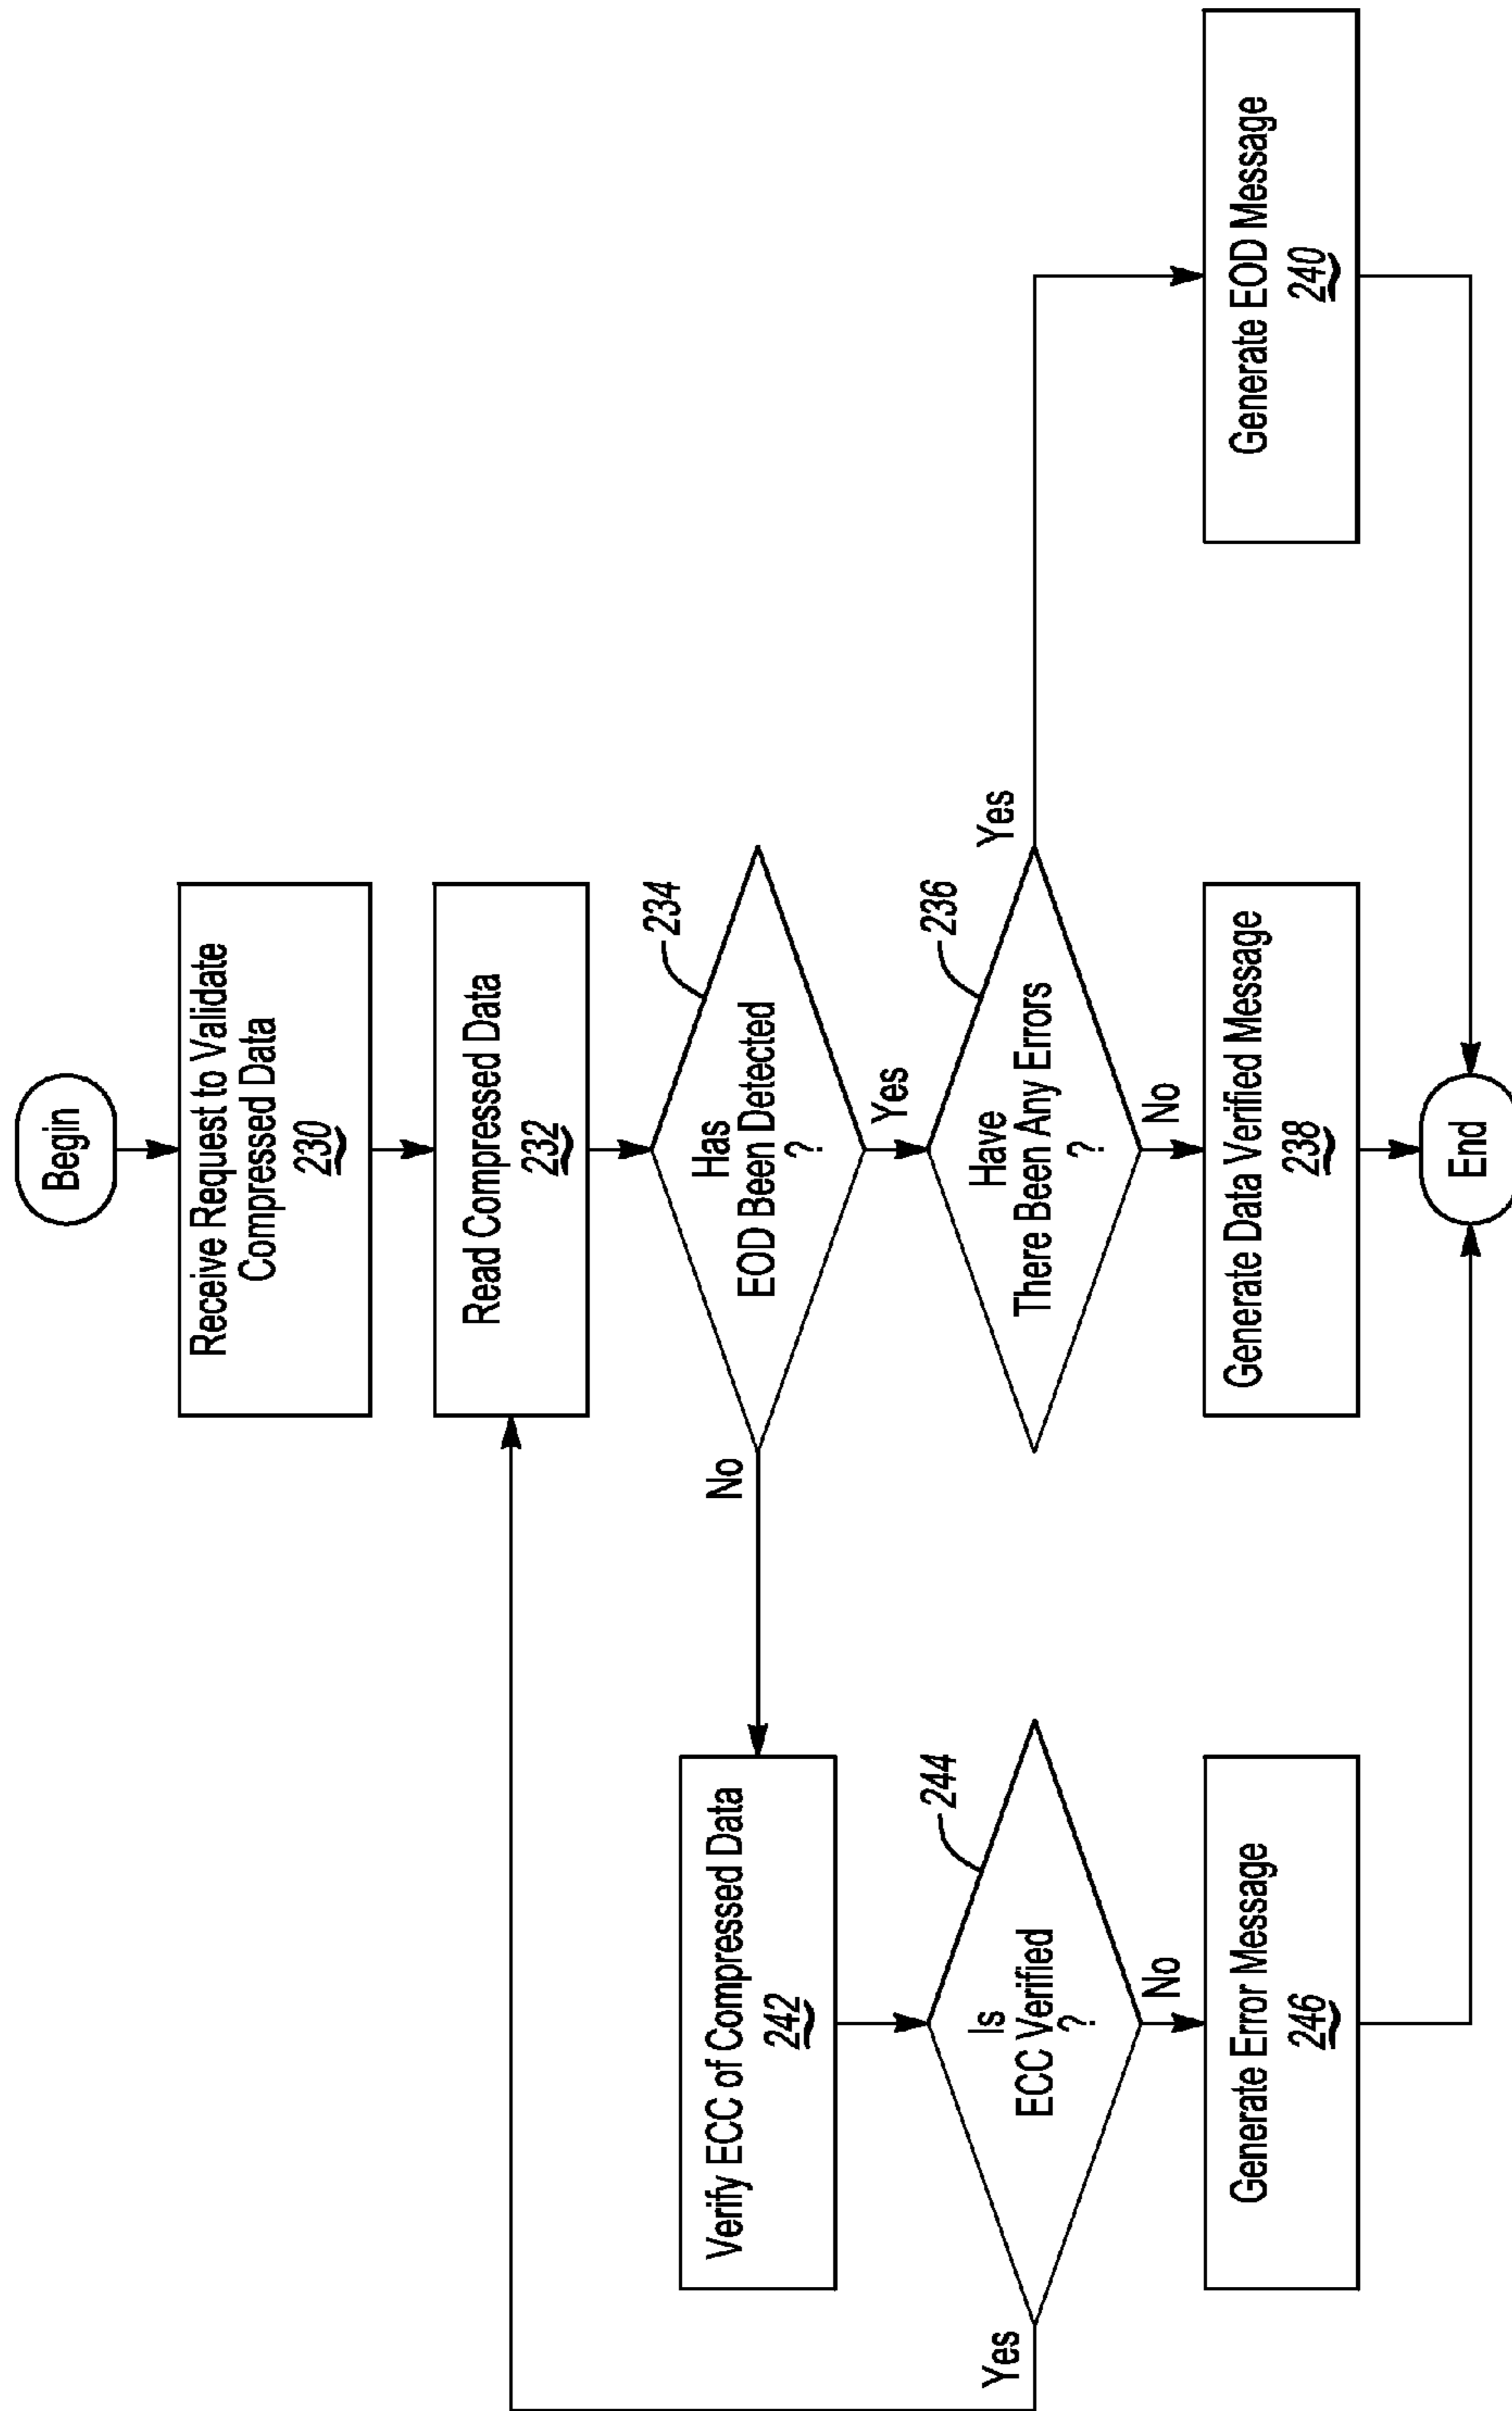 Begin
Receive Request to Validate
Compressed Data
230
Read Compressed Data
232
234
Has
EOD Been Detected
?
No
Yes
Verify ECC of Compressed Data
242
244
Is
ECC Verified
?
Yes
No
236
Have
There Been Any Errors
?
Yes
No
Generate Error Message
246
Generate Data Verified Message
238
Generate EOD Message
240
End